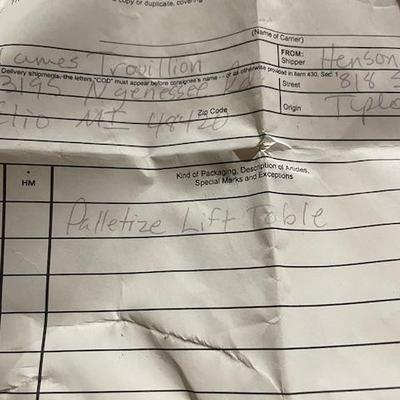 copy or duplicate, covering
(Name of Carrier)
James Trouillion
FROM:
Shipper Henson
Delivery shipments, the letters "COD" must appear before consignee's name - or as otherwise provided in Item 430, Sec. 1
N genessee
Street 818 S
Clio MI 48420 Zip Code
Origin Tuplo
HM
Kind of Packaging, Description of Articles,
Special Marks and Exceptions
Palletize Lift Table